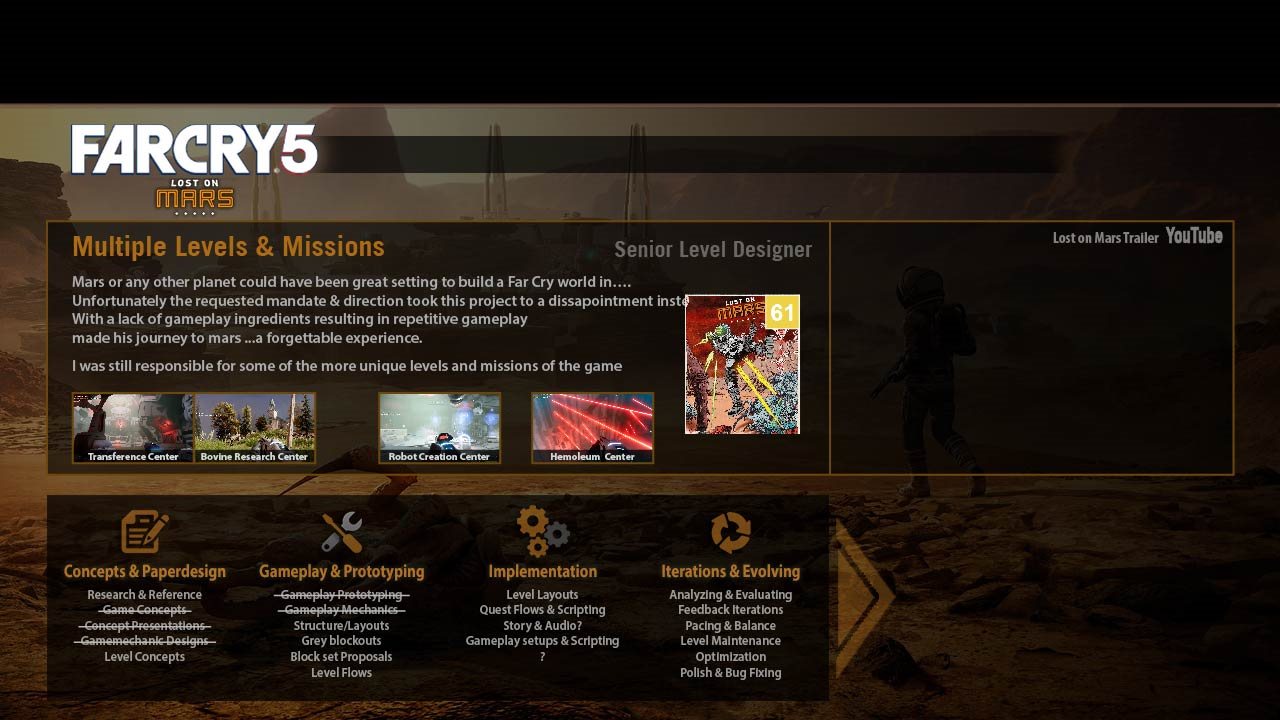 FARCRY.5
LOST ON
MARS
Multiple Levels & Missions
Senior Level Designer
Lost on Mars Trailer YouTube
Mars or any other planet could have been great setting to build a Far Cry world in….
Unfortunately the requested mandate & direction took this project to a dissapointment inste
With a lack of gameplay ingredients resulting in repetitive gameplay
made his journey to mars ...a forgettable experience.
I was still responsible for some of the more unique levels and missions of the game
LOST ON
MARS
61
Transference Center
Bovine Research Center
Robot Creation Center
Hemoleum Center
Concepts & Paperdesign
Research & Reference
Game Concepts
Concept Presentations
Gamemechanic Designs
Level Concepts
Gameplay & Prototyping
Gameplay Prototyping
Gameplay Mechanics
Structure/Layouts
Grey blockouts
Block set Proposals
Level Flows
Implementation
Level Layouts
Quest Flows & Scripting
Story & Audio?
Gameplay setups & Scripting
?
Iterations & Evolving
Analyzing & Evaluating
Feedback Iterations
Pacing & Balance
Level Maintenance
Optimization
Polish & Bug Fixing